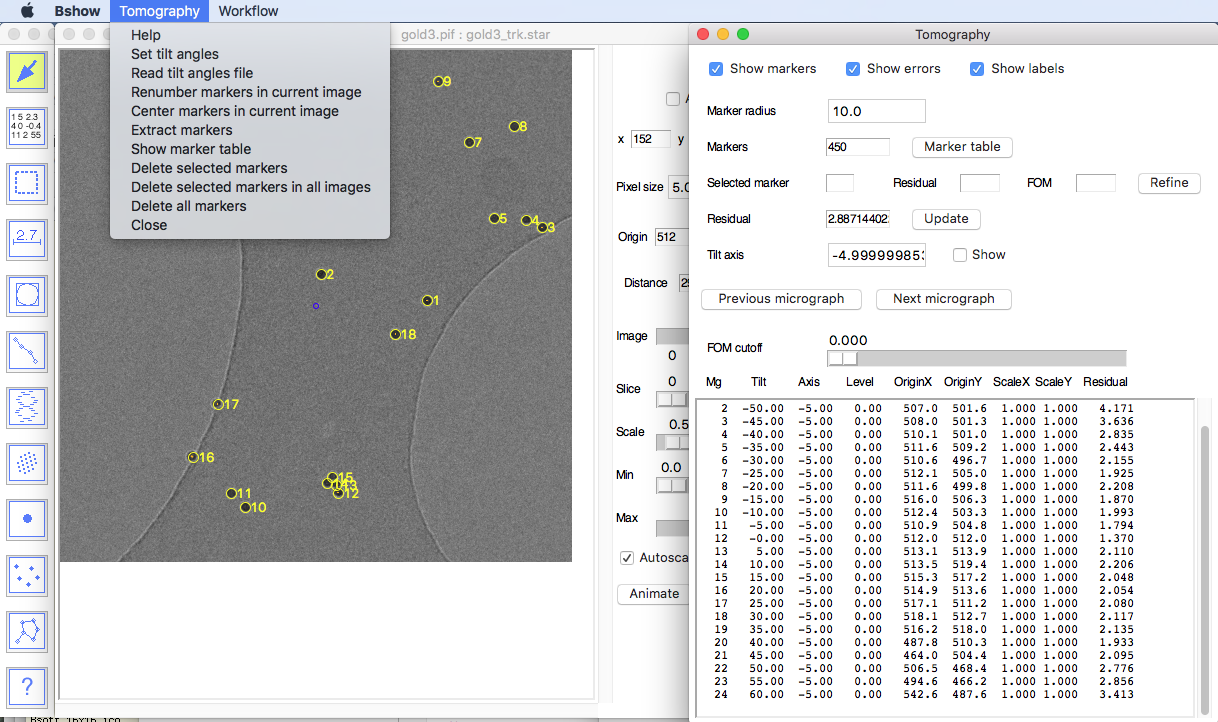 Bshow Tomography Workflow
Help
Set tilt angles
Read tilt angles file
Renumber markers in current image
Center markers in current image
Extract markers
Show marker table
Delete selected markers
Delete selected markers in all images
Delete all markers
Close
gold3.pif : gold3_trk.star
1 5 2.3
4 0 -0.4
11 2 55
2.7
?
9
8
7
5
4
3
2
1
18
17
16
15
12
11
10
x 152 y
Pixel size 5.0
Origin 512
Distance
Image
0
Slice 0
Scale 0.5
Min 0.0
Max
Autosca
Animate
Tomography
Show markers Show errors Show labels
Marker radius 10.0
Markers 450 Marker table
Selected marker Residual FOM Refine
Residual 2.88714402 Update
Tilt axis -4.999999853 Show
Previous micrograph Next micrograph
FOM cutoff 0.000
Mg Tilt Axis Level OriginX OriginY ScaleX ScaleY Residual
2 -50.00 -5.00 0.00 507.0 501.6 1.000 1.000 4.171
3 -45.00 -5.00 0.00 508.0 501.3 1.000 1.000 3.636
4 -40.00 -5.00 0.00 510.1 501.0 1.000 1.000 2.835
5 -35.00 -5.00 0.00 511.6 509.2 1.000 1.000 2.443
6 -30.00 -5.00 0.00 510.6 496.7 1.000 1.000 2.155
7 -25.00 -5.00 0.00 512.1 505.0 1.000 1.000 1.925
8 -20.00 -5.00 0.00 511.6 499.8 1.000 1.000 2.208
9 -15.00 -5.00 0.00 516.0 506.3 1.000 1.000 1.870
10 -10.00 -5.00 0.00 512.4 503.3 1.000 1.000 1.993
11 -5.00 -5.00 0.00 510.9 504.8 1.000 1.000 1.794
12 -0.00 -5.00 0.00 512.0 512.0 1.000 1.000 1.370
13 5.00 -5.00 0.00 513.1 513.9 1.000 1.000 2.110
14 10.00 -5.00 0.00 513.5 519.4 1.000 1.000 2.206
15 15.00 -5.00 0.00 515.3 517.2 1.000 1.000 2.048
16 20.00 -5.00 0.00 514.9 513.6 1.000 1.000 2.054
17 25.00 -5.00 0.00 517.1 511.2 1.000 1.000 2.080
18 30.00 -5.00 0.00 518.1 512.7 1.000 1.000 2.117
19 35.00 -5.00 0.00 516.2 518.0 1.000 1.000 2.135
20 40.00 -5.00 0.00 487.8 510.3 1.000 1.000 1.933
21 45.00 -5.00 0.00 464.0 504.4 1.000 1.000 2.095
22 50.00 -5.00 0.00 506.5 468.4 1.000 1.000 2.776
23 55.00 -5.00 0.00 494.6 466.2 1.000 1.000 2.856
24 60.00 -5.00 0.00 542.6 487.6 1.000 1.000 3.413